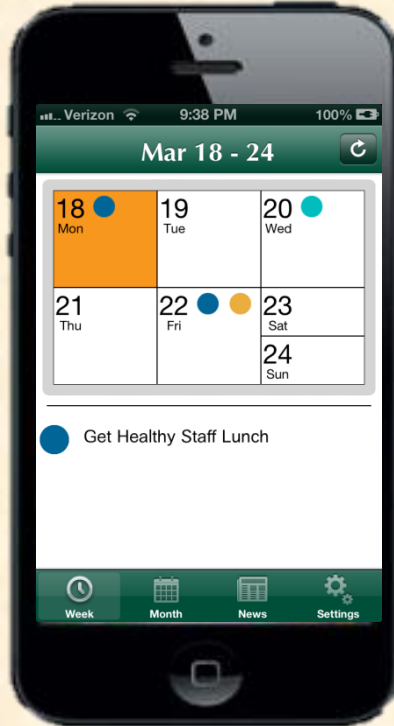 Verizon 9:38 PM 100%
Mar 18 - 24
18 19 20
Mon Tue Wed
21 22 23
Thu Fri Sat
24
Sun
Get Healthy Staff Lunch
Week Month News Settings